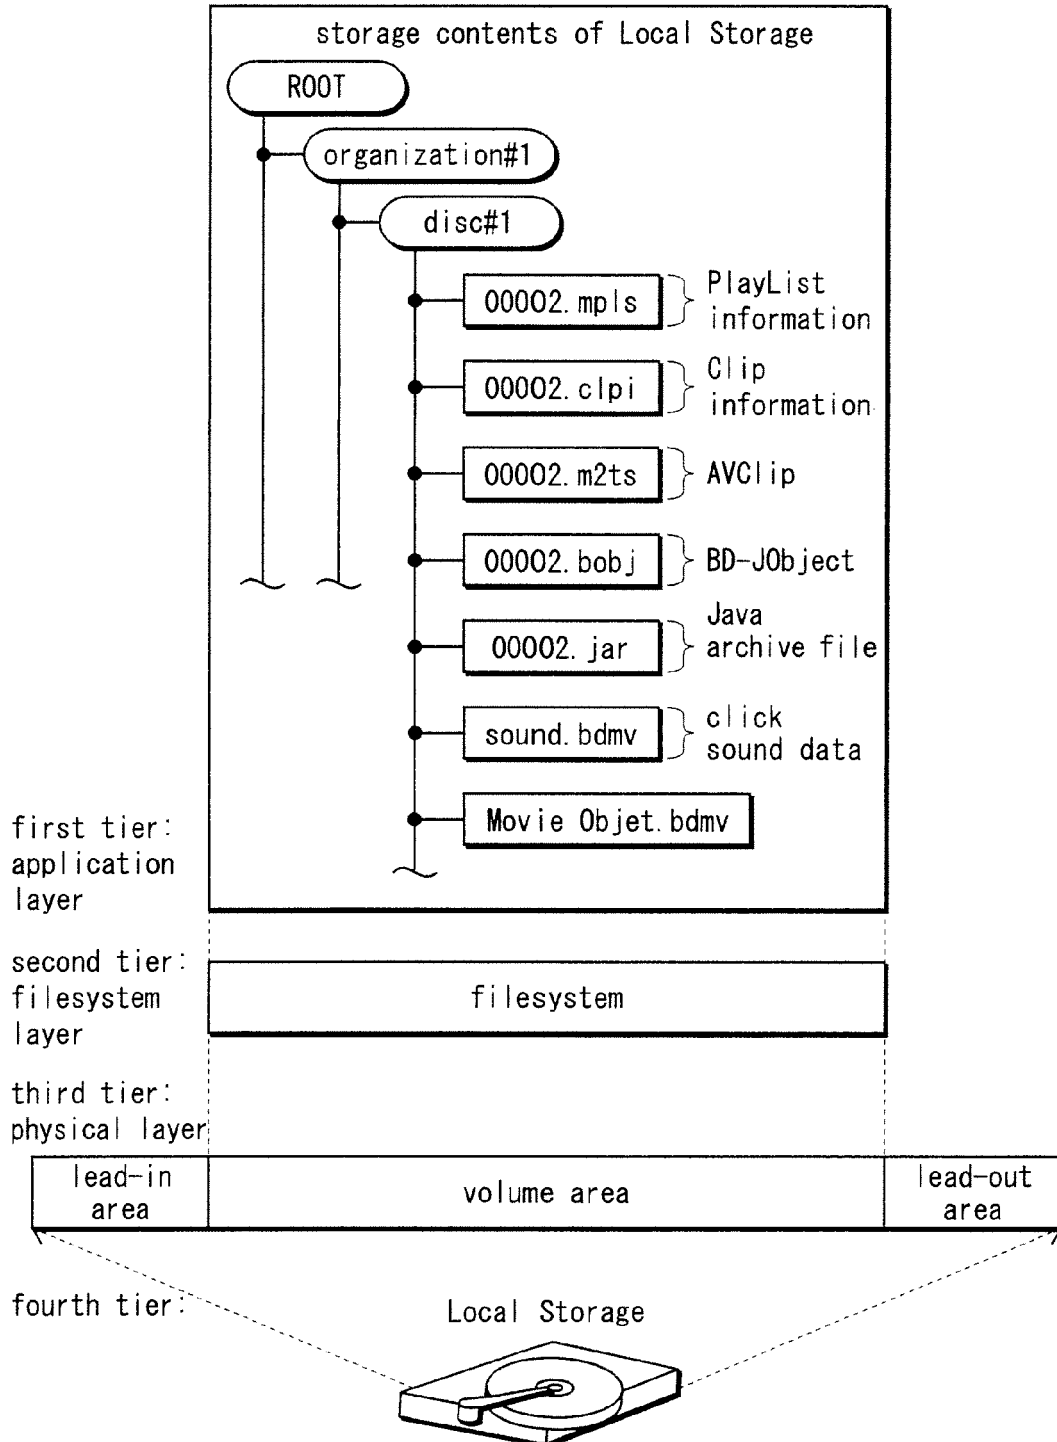 storage contents of Local Storage
ROOT
organization#1
disc#1
00002.mpls
PlayList
information
00002.clpi
Clip
information
00002.m2ts
AVClip
00002.bobj
BD-JObject
00002.jar
Java
archive file
sound.bdmv
click
sound data
Movie Objet.bdmv
first tier:
application
layer
second tier:
filesystem
layer
filesystem
third tier:
physical layer
lead-in
area
volume area
lead-out
area
fourth tier:
Local Storage